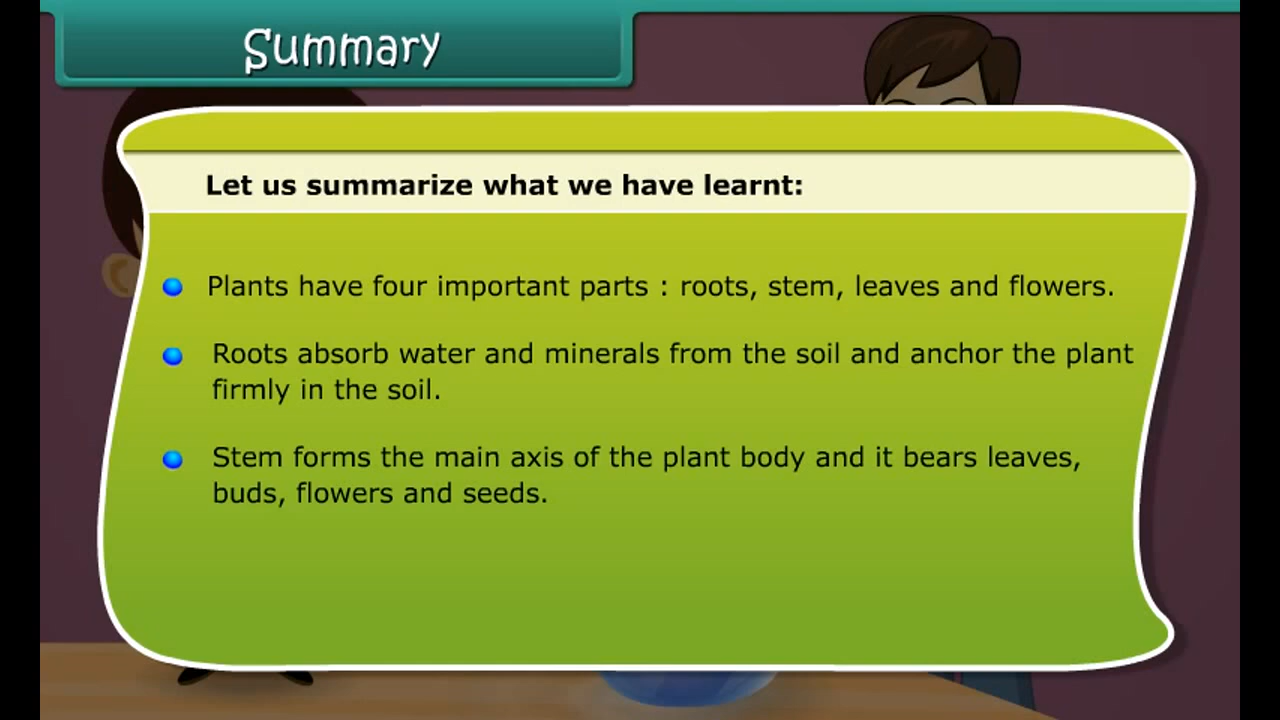 Summary
Let us summarize what we have learnt:
Plants have four important parts : roots, stem, leaves and flowers.
Roots absorb water and minerals from the soil and anchor the plant
firmly in the soil.
Stem forms the main axis of the plant body and it bears leaves,
buds, flowers and seeds.